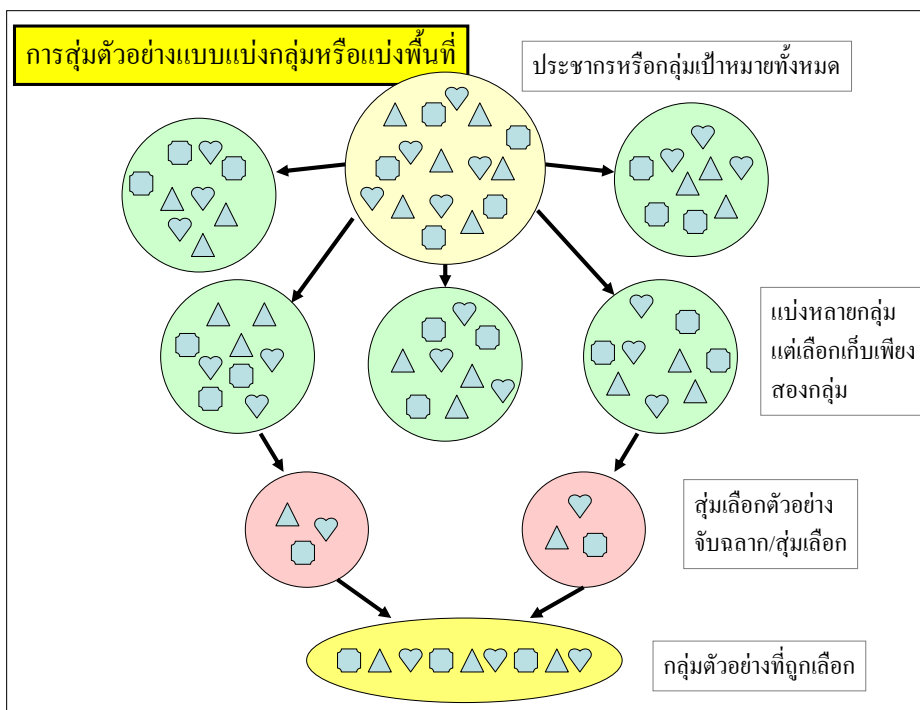 การสุ่มตัวอย่างแบบแบ่งกลุ่มหรือแบ่งพื้นที่
ประชากรหรือกลุ่มเป้าหมายทั้งหมด
แบ่งหลายกลุ่ม
แต่เลือกเก็บเพียง
สองกลุ่ม
สุ่มเลือกตัวอย่าง
จับฉลาก/สุ่มเลือก
กลุ่มตัวอย่างที่ถูกเลือก